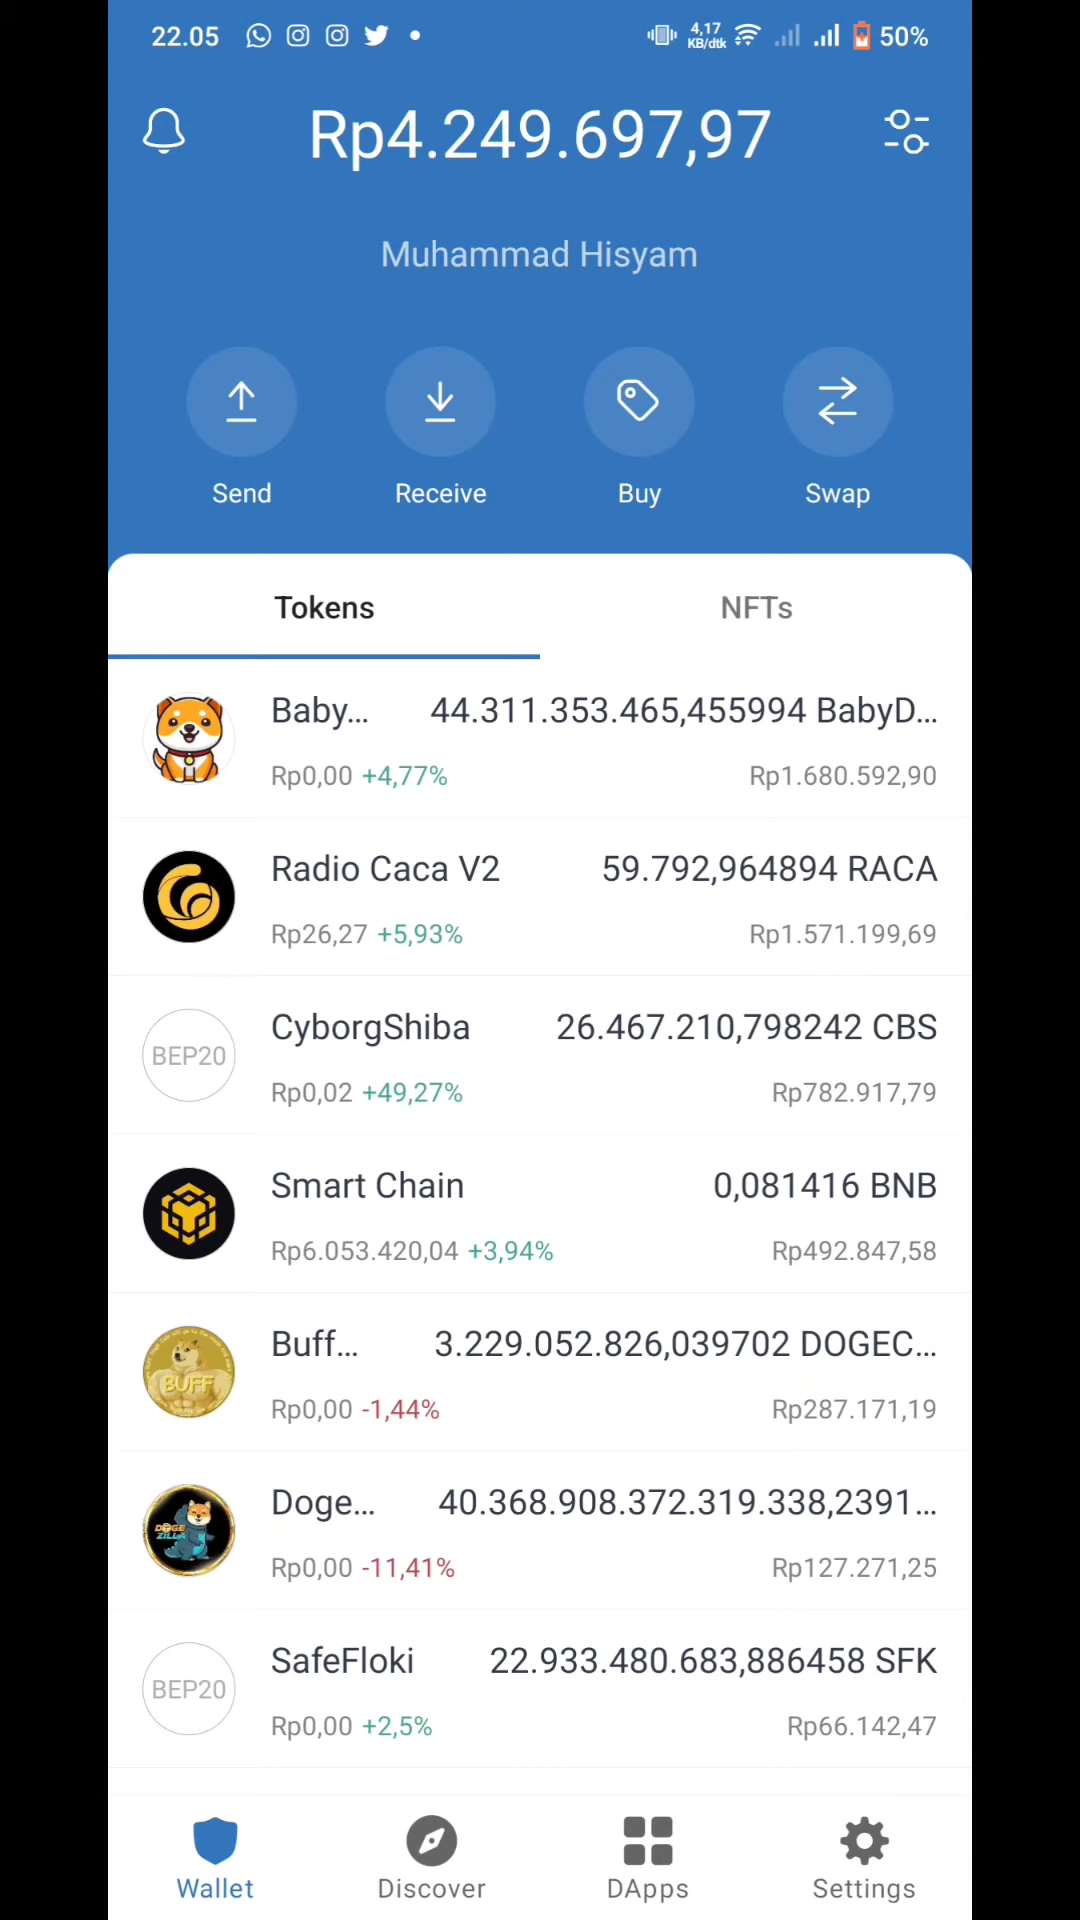 22.05 4,17 KB/dtk 50%
Rp4.249.697,97
Muhammad Hisyam
Send Receive Buy Swap
Tokens NFTs
Baby... 44.311.353.465,455994 BabyD...
Rp0,00 +4,77% Rp1.680.592,90
Radio Caca V2 59.792,964894 RACA
Rp26,27 +5,93% Rp1.571.199,69
BEP20 CyborgShiba 26.467.210,798242 CBS
Rp0,02 +49,27% Rp782.917,79
Smart Chain 0,081416 BNB
Rp6.053.420,04 +3,94% Rp492.847,58
BUFF Buff... 3.229.052.826,039702 DOGEC...
Rp0,00 -1,44% Rp287.171,19
DOGE ZILLA Doge... 40.368.908.372.319.338,2391...
Rp0,00 -11,41% Rp127.271,25
BEP20 SafeFloki 22.933.480.683,886458 SFK
Rp0,00 +2,5% Rp66.142,47
Wallet Discover DApps Settings